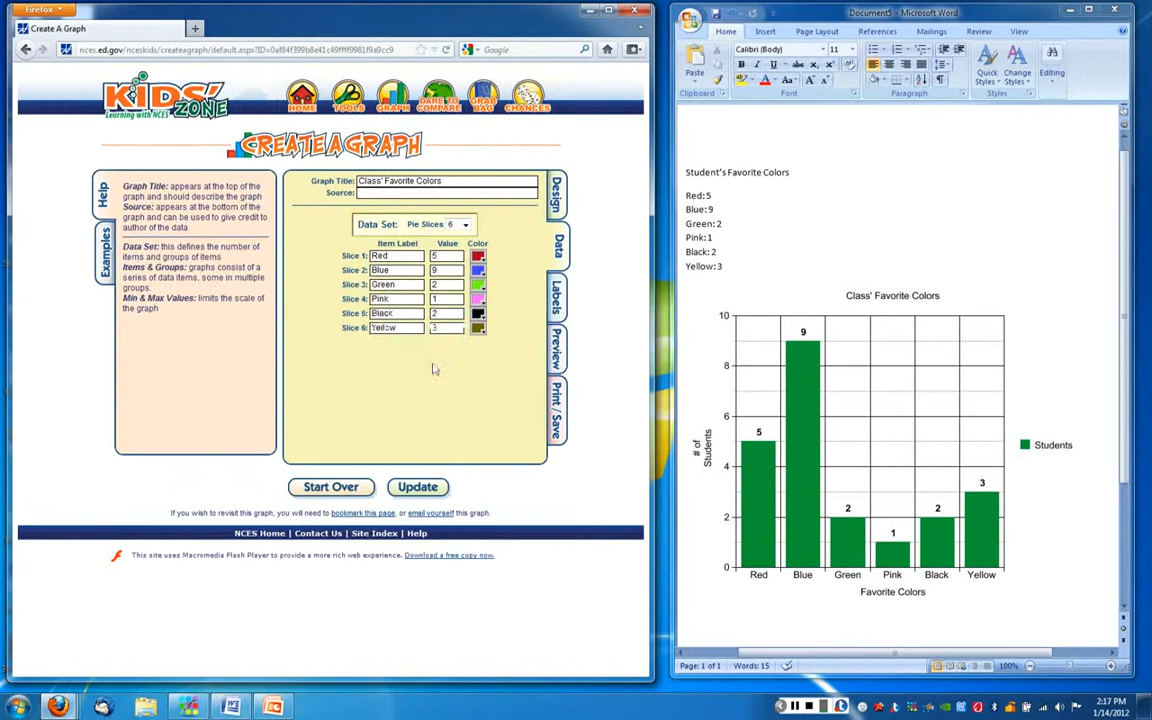 Firefox
Create A Graph
nces.ed.gov/nceskids/createagraph/default.aspx?ID=0af84f399b8e41c49ffff9981f9a9cc9
Google
KiDS' ZONE
Learning with NCES
HOME
TOOLS
GRAPH
DARE TO COMPARE
GRAB BAG
CHANCES
CREATE A GRAPH
Help
Examples
Graph Title: appears at the top of the
graph and should describe the graph
Source: appears at the bottom of the
graph and can be used to give credit to
author of the data
Data Set: this defines the number of
items and groups of items
Items & Groups: graphs consist of a
series of data items, some in multiple
groups.
Min & Max Values: limits the scale of
the graph
Graph Title: Class' Favorite Colors
Source:
Data Set: Pie Slices 6
Item Label Value Color
Slice 1: Red 5
Slice 2: Blue 9
Slice 3: Green 2
Slice 4: Pink 1
Slice 5: Black 2
Slice 6: Yellow 3
Design
Data
Labels
Preview
Print / Save
Start Over
Update
If you wish to revisit this graph, you will need to bookmark this page, or email yourself this graph.
NCES Home | Contact Us | Site Index | Help
This site uses Macromedia Flash Player to provide a more rich web experience. Download a free copy now.
Document5 - Microsoft Word
Home Insert Page Layout References Mailings Review View
Calibri (Body) 11
Paste
Quick Styles
Change Styles
Editing
Clipboard Font Paragraph Styles
Student's Favorite Colors
Red: 5
Blue: 9
Green: 2
Pink: 1
Black: 2
Yellow: 3
Class' Favorite Colors
# of Students
10
8
6
4
2
0
5
9
2
1
2
3
Students
Red Blue Green Pink Black Yellow
Favorite Colors
Page: 1 of 1 Words: 15 100%
2:17 PM
1/14/2012